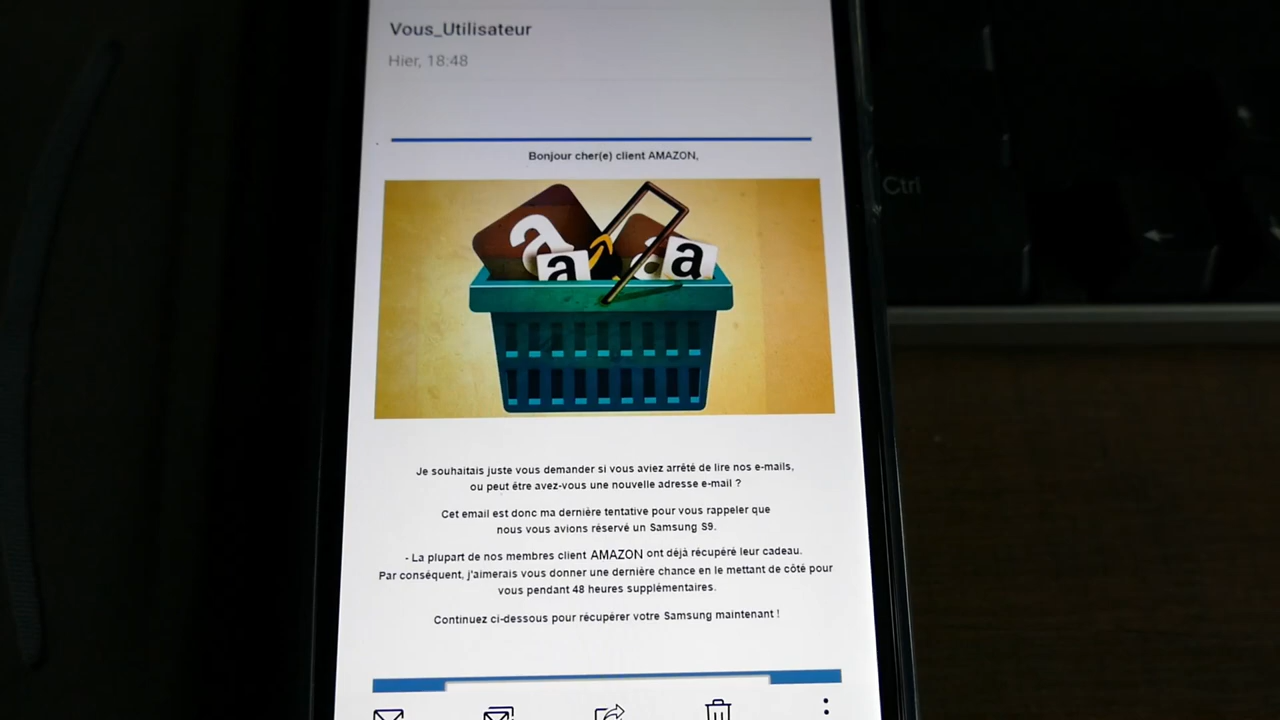 Vous_Utilisateur
Hier, 18:48
Bonjour cher(e) client AMAZON,
a
a
a
a
Je souhaitais juste vous demander si vous aviez arrêté de lire nos e-mails,
ou peut être avez-vous une nouvelle adresse e-mail ?
Cet email est donc ma dernière tentative pour vous rappeler que
nous vous avions réservé un Samsung S9.
- La plupart de nos membres client AMAZON ont déjà récupéré leur cadeau.
Par conséquent, j'aimerais vous donner une dernière chance en le mettant de côté pour
vous pendant 48 heures supplémentaires.
Continuez ci-dessous pour récupérer votre Samsung maintenant !
Ctrl